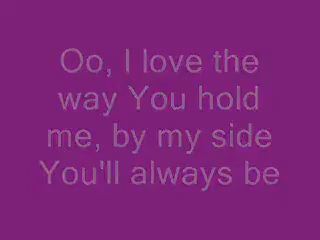 Oo, I love the
way You hold
me, by my side
You'll always be